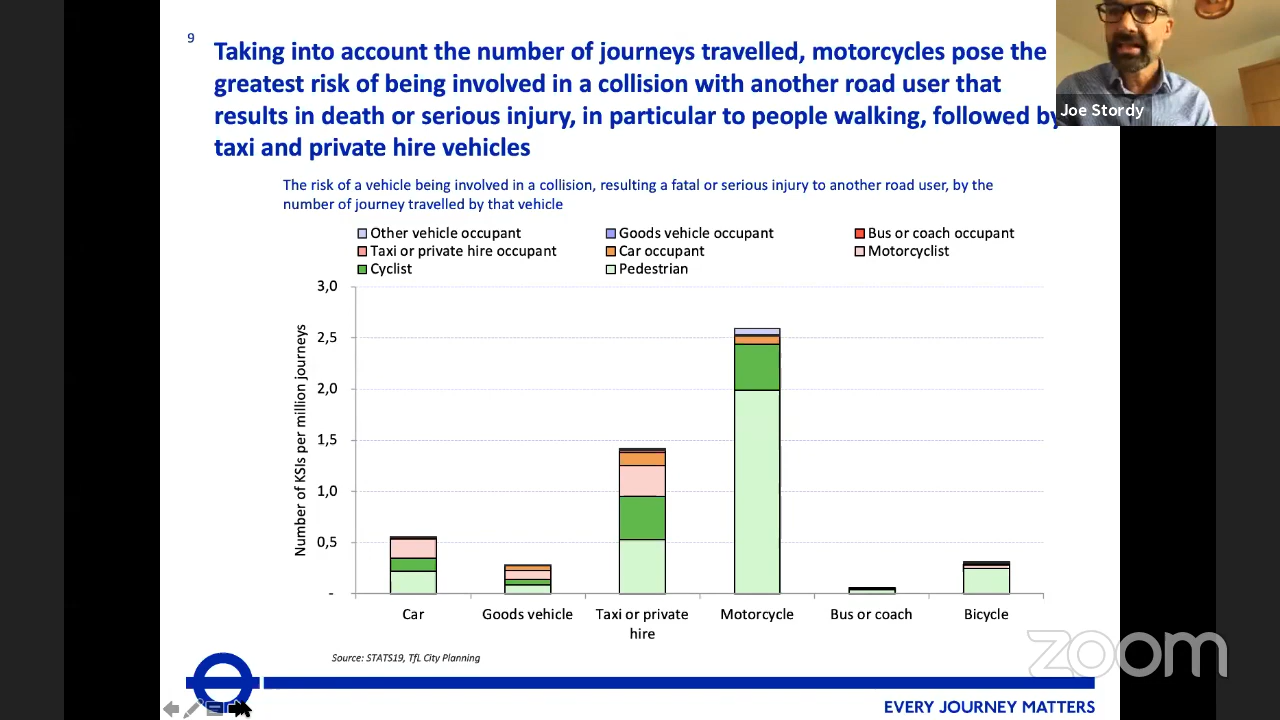 9
Taking into account the number of journeys travelled, motorcycles pose the
greatest risk of being involved in a collision with another road user that
results in death or serious injury, in particular to people walking, followed by
taxi and private hire vehicles
Joe Stordy
The risk of a vehicle being involved in a collision, resulting a fatal or serious injury to another road user, by the
number of journey travelled by that vehicle
Other vehicle occupant
Goods vehicle occupant
Bus or coach occupant
Taxi or private hire occupant
Car occupant
Motorcyclist
Cyclist
Pedestrian
Number of KSIs per million journeys
3,0
2,5
2,0
1,5
1,0
0,5
-
Car
Goods vehicle
Taxi or private
hire
Motorcycle
Bus or coach
Bicycle
Source: STATS19, TfL City Planning
zoom
EVERY JOURNEY MATTERS